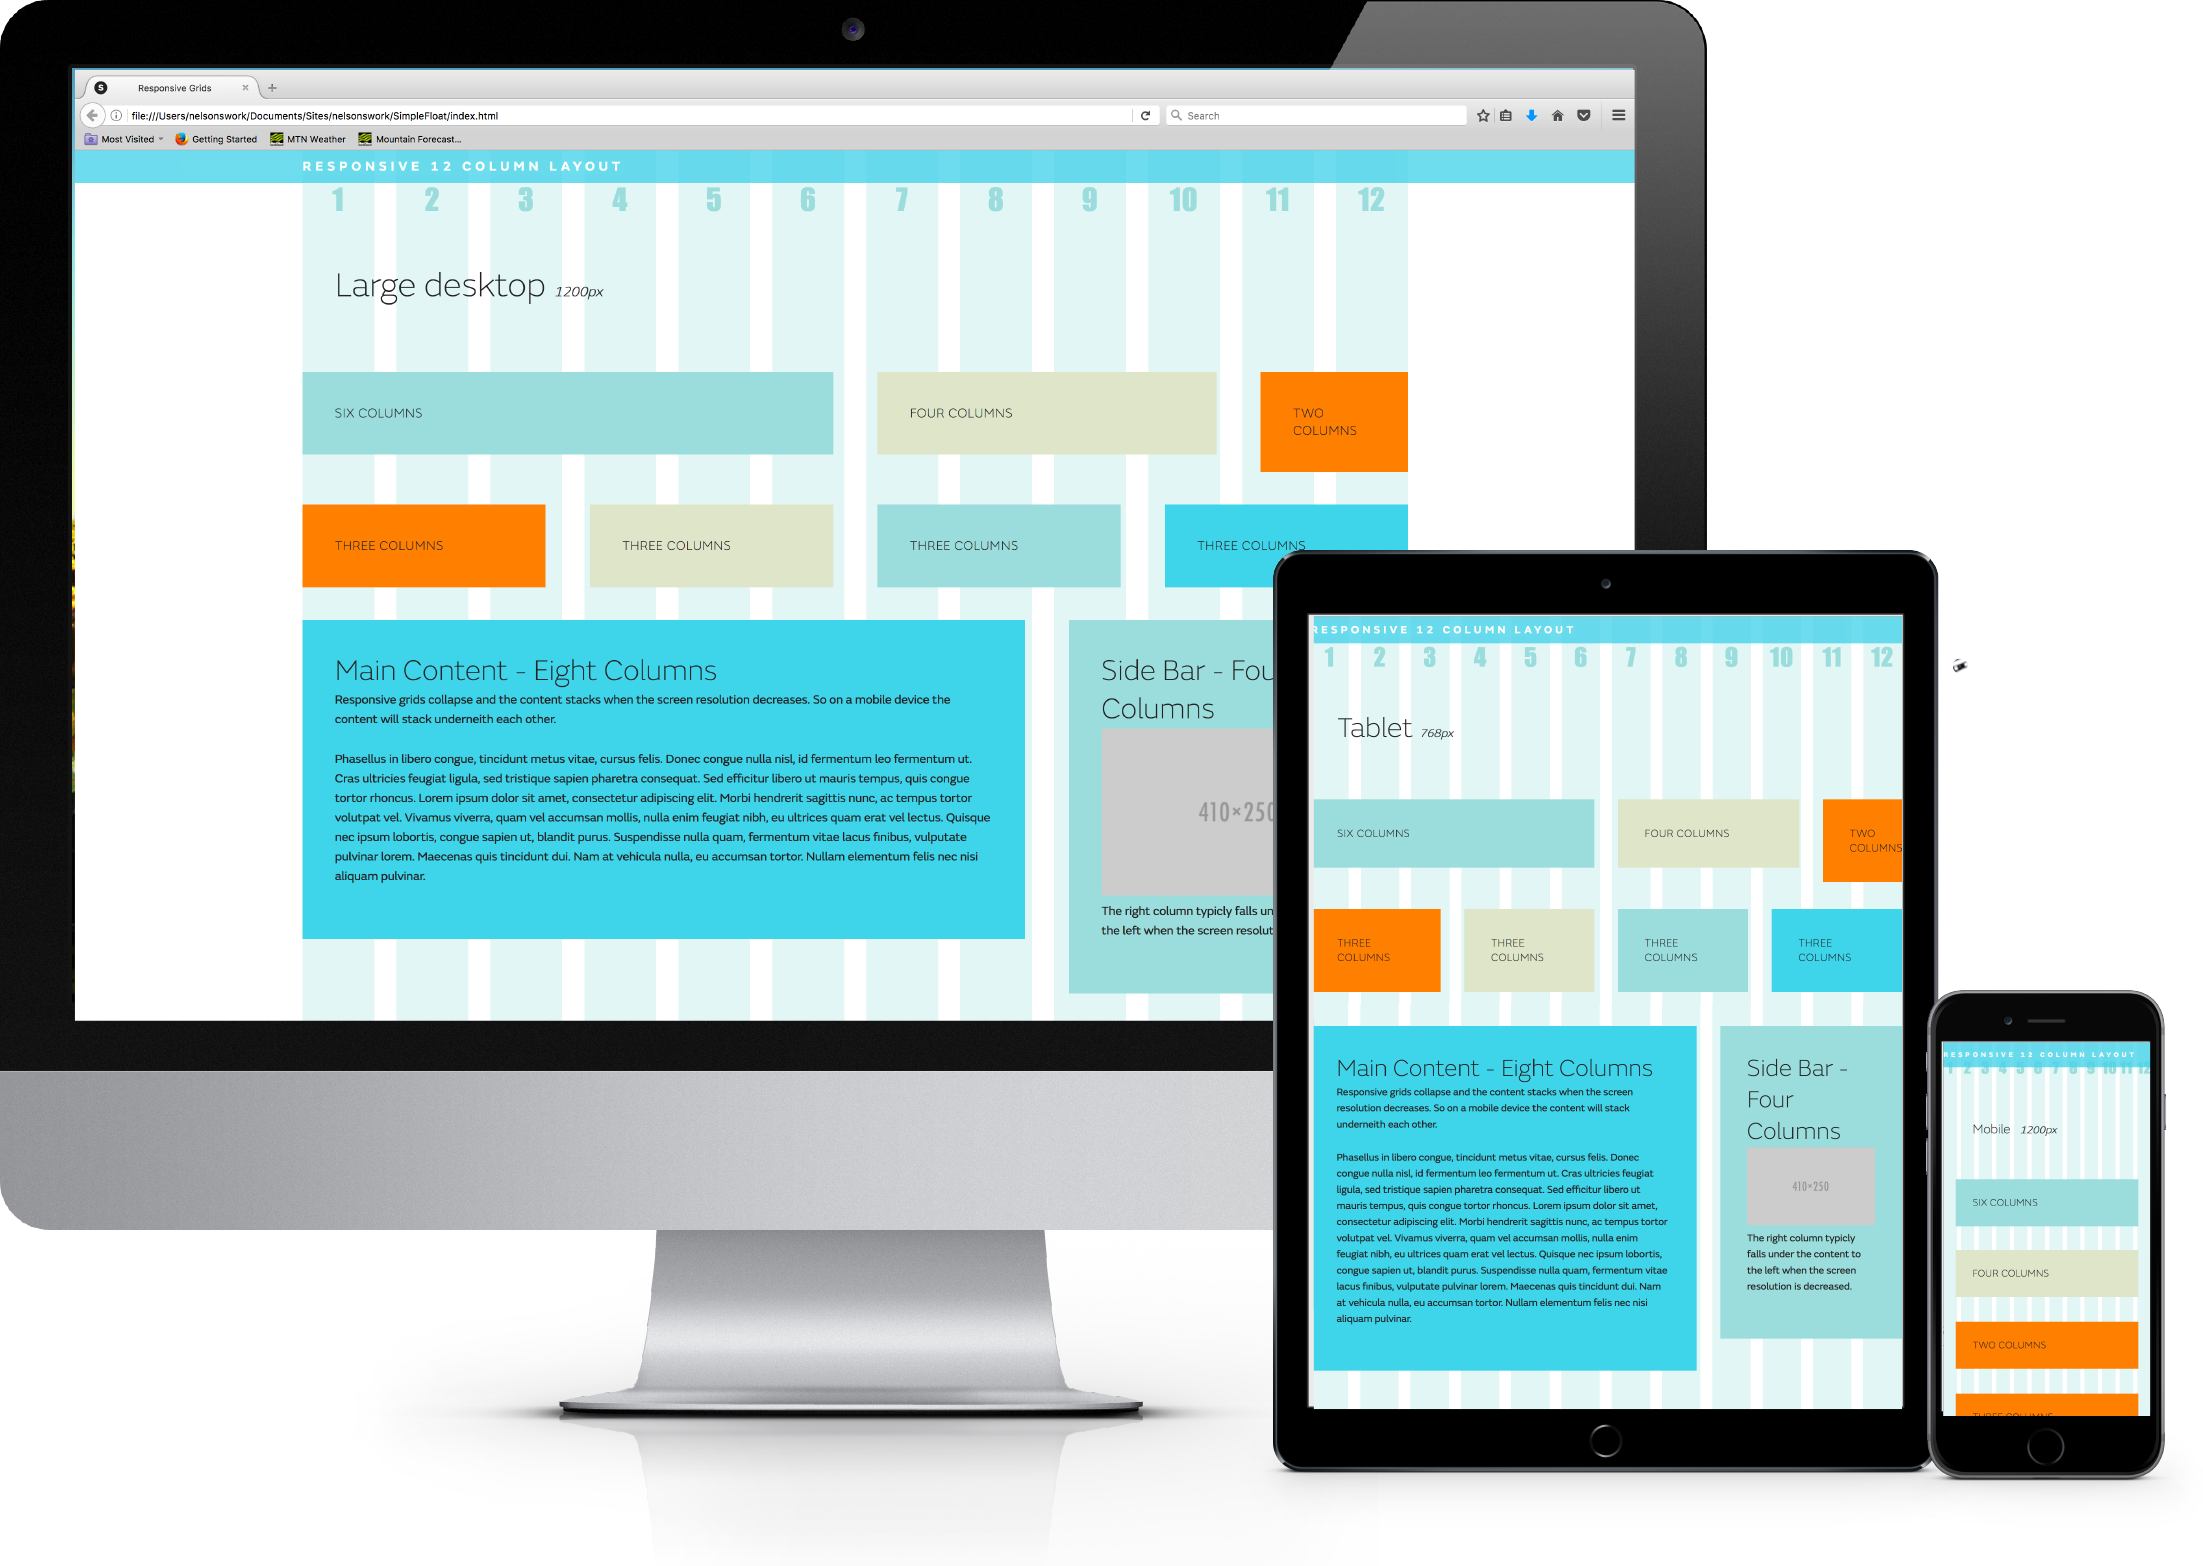 Responsive Grids
file:///Users/nelsonswork/Documents/Sites/nelsonswork/SimpleFloat/index.html
Search
Most Visited
Getting Started
MTN Weather
Mountain Forecast...
RESPONSIVE 12 COLUMN LAYOUT
1 2 3 4 5 6 7 8 9 10 11 12
Large desktop 1200px
SIX COLUMNS
FOUR COLUMNS
TWO
COLUMNS
THREE COLUMNS
THREE COLUMNS
THREE COLUMNS
THREE COLUMNS
Main Content - Eight Columns
Responsive grids collapse and the content stacks when the screen resolution decreases. So on a mobile device the
content will stack underneith each other.
Phasellus in libero congue, tincidunt metus vitae, cursus felis. Donec congue nulla nisl, id fermentum leo fermentum ut.
Cras ultricies feugiat ligula, sed tristique sapien pharetra consequat. Sed efficitur libero ut mauris tempus, quis congue
tortor rhoncus. Lorem ipsum dolor sit amet, consectetur adipiscing elit. Morbi hendrerit sagittis nunc, ac tempus tortor
volutpat vel. Vivamus viverra, quam vel accumsan mollis, nulla enim feugiat nibh, eu ultrices quam erat vel lectus. Quisque
nec ipsum lobortis, congue sapien ut, blandit purus. Suspendisse nulla quam, fermentum vitae lacus finibus, vulputate
pulvinar lorem. Maecenas quis tincidunt dui. Nam at vehicula nulla, eu accumsan tortor. Nullam elementum felis nec nisi
aliquam pulvinar.
Side Bar - Fou
Columns
410×250
The right column typicly falls un
the left when the screen resolut
RESPONSIVE 12 COLUMN LAYOUT
1 2 3 4 5 6 7 8 9 10 11 12
Tablet 768px
SIX COLUMNS
FOUR COLUMNS
TWO
COLUMNS
THREE
COLUMNS
THREE
COLUMNS
THREE
COLUMNS
THREE
COLUMNS
Main Content - Eight Columns
Responsive grids collapse and the content stacks when the screen
resolution decreases. So on a mobile device the content will stack
underneith each other.
Phasellus in libero congue, tincidunt metus vitae, cursus felis. Donec
congue nulla nisl, id fermentum leo fermentum ut. Cras ultricies feugiat
ligula, sed tristique sapien pharetra consequat. Sed efficitur libero ut
mauris tempus, quis congue tortor rhoncus. Lorem ipsum dolor sit amet,
consectetur adipiscing elit. Morbi hendrerit sagittis nunc, ac tempus tortor
volutpat vel. Vivamus viverra, quam vel accumsan mollis, nulla enim
feugiat nibh, eu ultrices quam erat vel lectus. Quisque nec ipsum lobortis,
congue sapien ut, blandit purus. Suspendisse nulla quam, fermentum vitae
lacus finibus, vulputate pulvinar lorem. Maecenas quis tincidunt dui. Nam
at vehicula nulla, eu accumsan tortor. Nullam elementum felis nec nisi
aliquam pulvinar.
Side Bar -
Four
Columns
410×250
The right column typicly
falls under the content to
the left when the screen
resolution is decreased.
RESPONSIVE 12 COLUMN LAYOUT
1 2 3 4 5 6 7 8 9 10 11 12
Mobile 1200px
SIX COLUMNS
FOUR COLUMNS
TWO COLUMNS
THREE COLUMNS